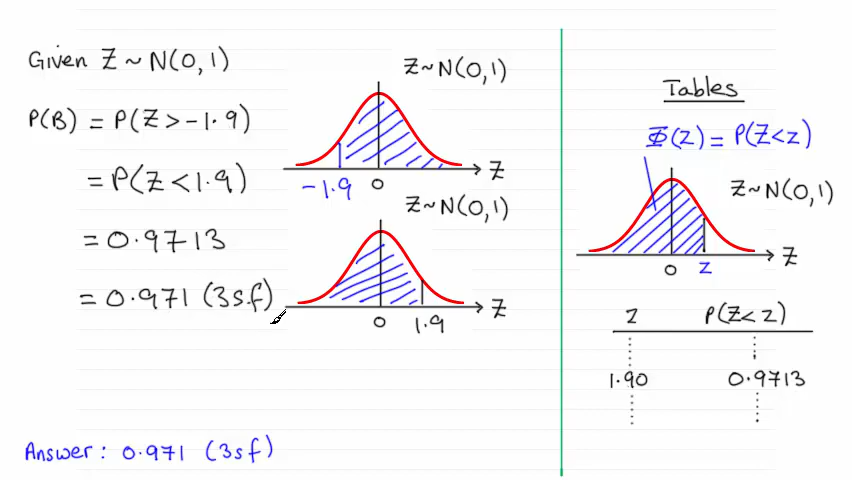 Given Z ~ N(0,1)
P(B) = P(Z > -1.9)
= P(Z < 1.9)
= 0.9713
= 0.971 (3s.f)
Z ~ N(0,1)
-1.9 0 Z
Z ~ N(0,1)
0 1.9 Z
Answer: 0.971 (3sf)
Tables
Φ(z) = P(Z<z)
Z ~ N(0,1)
0 z Z
z P(Z<z)
1.90 0.9713